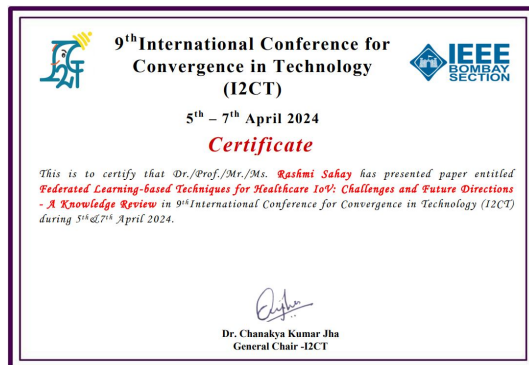 9th International Conference for
Convergence in Technology
(I2CT)
IEEE
BOMBAY
SECTION
5th – 7th April 2024
Certificate
This is to certify that Dr./Prof./Mr./Ms. Rashmi Sahay has presented paper entitled
Federated Learning-based Techniques for Healthcare IoV: Challenges and Future Directions
- A Knowledge Review in 9thInternational Conference for Convergence in Technology (I2CT)
during 5th&7th April 2024.
Dr. Chanakya Kumar Jha
General Chair -I2CT